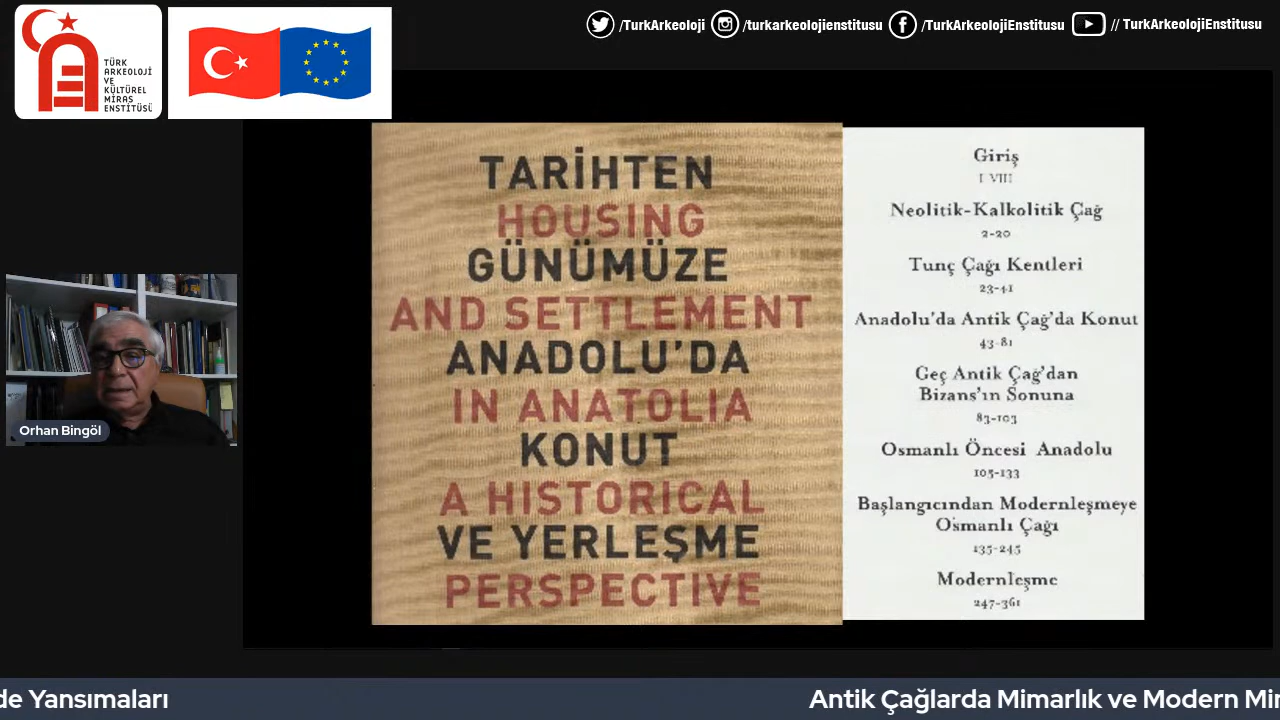 TÜRK
ARKEOLOJİ
VE
KÜLTÜREL
MİRAS
ENSTİTÜSÜ
/TurkArkeoloji
/turkarkeolojienstitusu
/TurkArkeolojiEnstitusu
// TurkArkeolojiEnstitusu
TARİHTEN
HOUSING
GÜNÜMÜZE
AND SETTLEMENT
ANADOLU'DA
IN ANATOLIA
KONUT
A HISTORICAL
VE YERLEŞME
PERSPECTIVE
Giriş
I-VIII
Neolitik-Kalkolitik Çağ
2-20
Tunç Çağı Kentleri
23-41
Anadolu'da Antik Çağ'da Konut
43-81
Geç Antik Çağ'dan
Bizans'ın Sonuna
83-103
Osmanlı Öncesi Anadolu
105-133
Başlangıcından Modernleşmeye
Osmanlı Çağı
135-245
Modernleşme
247-361
Orhan Bingöl
de Yansımaları
Antik Çağlarda Mimarlık ve Modern Mi